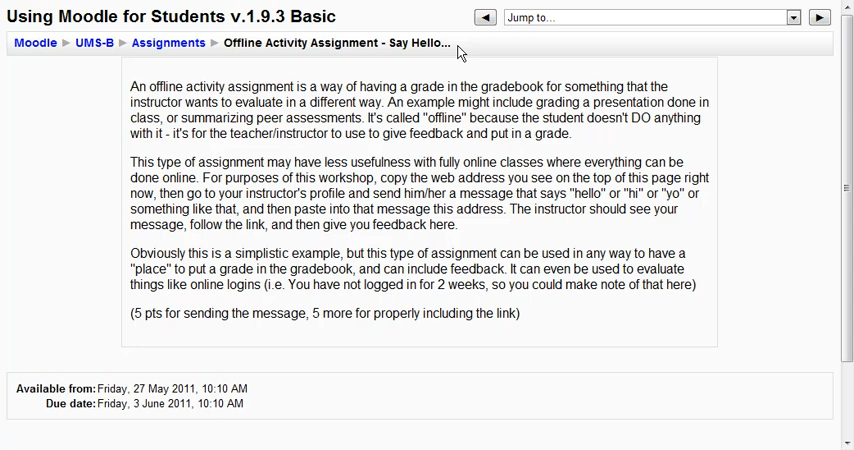 Using Moodle for Students v.1.9.3 Basic
Jump to...
Moodle ► UMS-B ► Assignments ► Offline Activity Assignment - Say Hello...
An offline activity assignment is a way of having a grade in the gradebook for something that the
instructor wants to evaluate in a different way. An example might include grading a presentation done in
class, or summarizing peer assessments. It's called "offline" because the student doesn't DO anything
with it - it's for the teacher/instructor to use to give feedback and put in a grade.
This type of assignment may have less usefulness with fully online classes where everything can be
done online. For purposes of this workshop, copy the web address you see on the top of this page right
now, then go to your instructor's profile and send him/her a message that says "hello" or "hi" or "yo" or
something like that, and then paste into that message this address. The instructor should see your
message, follow the link, and then give you feedback here.
Obviously this is a simplistic example, but this type of assignment can be used in any way to have a
"place" to put a grade in the gradebook, and can include feedback. It can even be used to evaluate
things like online logins (i.e. You have not logged in for 2 weeks, so you could make note of that here)
(5 pts for sending the message, 5 more for properly including the link)
Available from: Friday, 27 May 2011, 10:10 AM
Due date: Friday, 3 June 2011, 10:10 AM